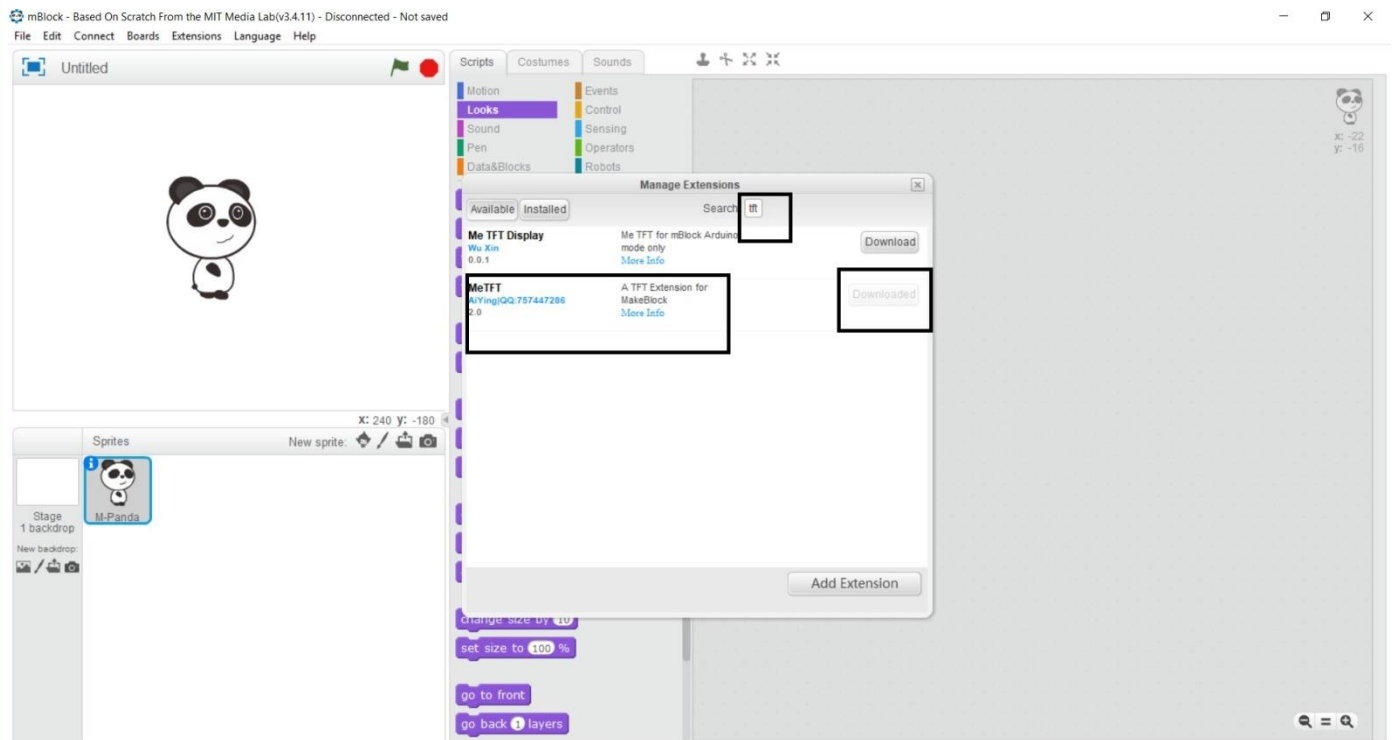 mBlock - Based On Scratch From the MIT Media Lab(v3.4.11) - Disconnected - Not saved
File Edit Connect Boards Extensions Language Help
Untitled
Scripts Costumes Sounds
Motion Events
Looks Control
Sound Sensing
Pen Operators
Data&Blocks Robots
x: -22
y: -16
Manage Extensions
Available Installed Search tft
Me TFT Display Me TFT for mBlock Arduino Download
Wu Xin mode only
0.0.1 More Info
MeTFT A TFT Extension for Downloaded
AiYing|QQ:757447286 MakeBlock
2.0 More Info
Add Extension
X: 240 y: -180
Sprites New sprite:
M-Panda
Stage
1 backdrop
New backdrop:
change size by 10
set size to 100 %
go to front
go back 1 layers